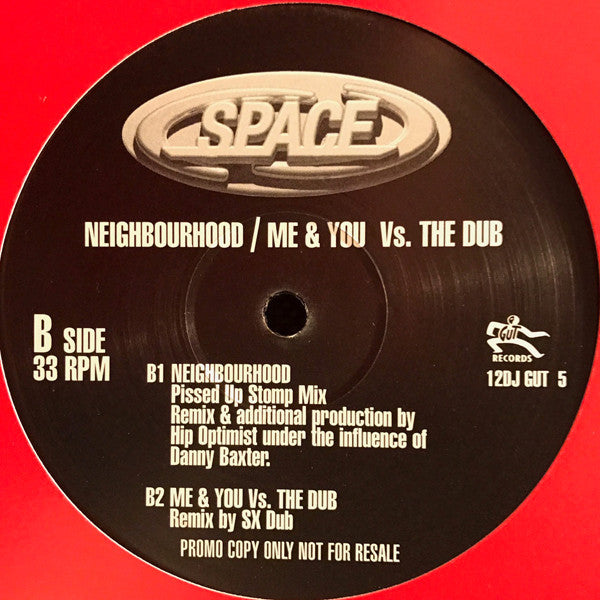 SPACE
NEIGHBOURHOOD / ME & YOU Vs. THE DUB
B SIDE
33 RPM
GUT
RECORDS
12DJ GUT 5
B1 NEIGHBOURHOOD
Pissed Up Stomp Mix
Remix & additional production by
Hip Optimist under the influence of
Danny Baxter.
B2 ME & YOU Vs. THE DUB
Remix by SX Dub
PROMO COPY ONLY NOT FOR RESALE